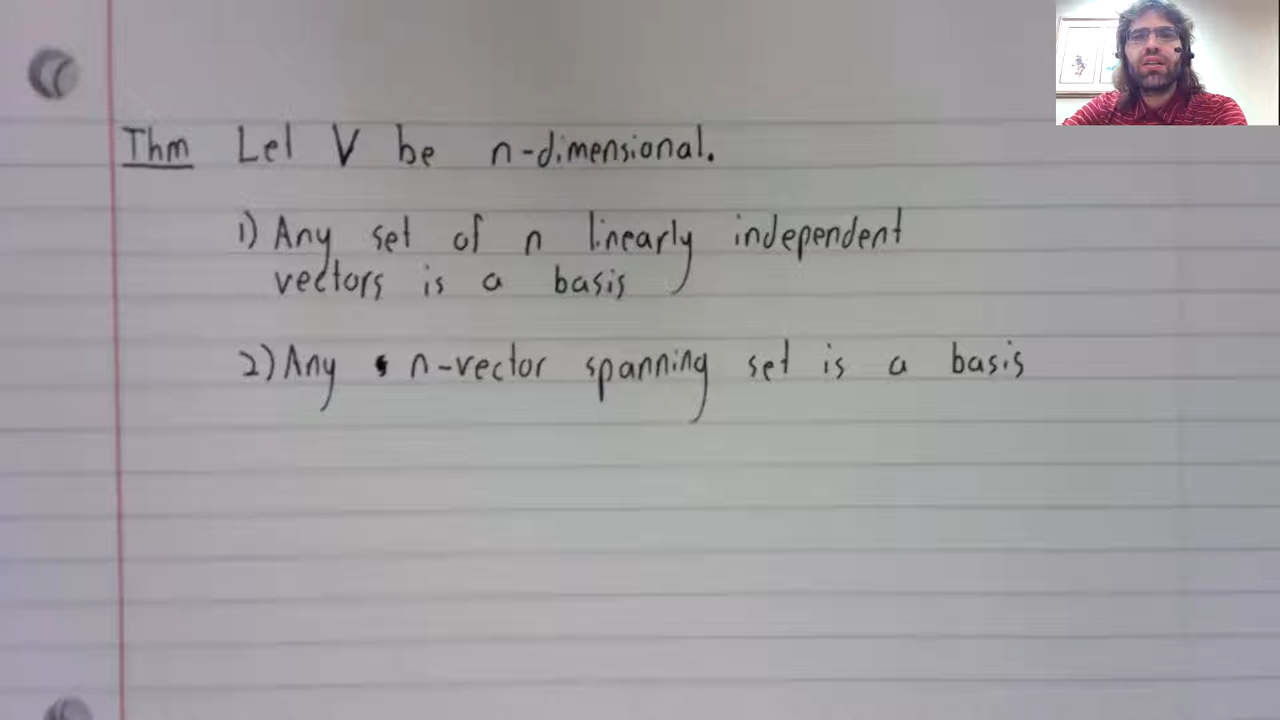 Thm Let V be n-dimensional.
1) Any set of n linearly independent
vectors is a basis
2) Any n-vector spanning set is a basis